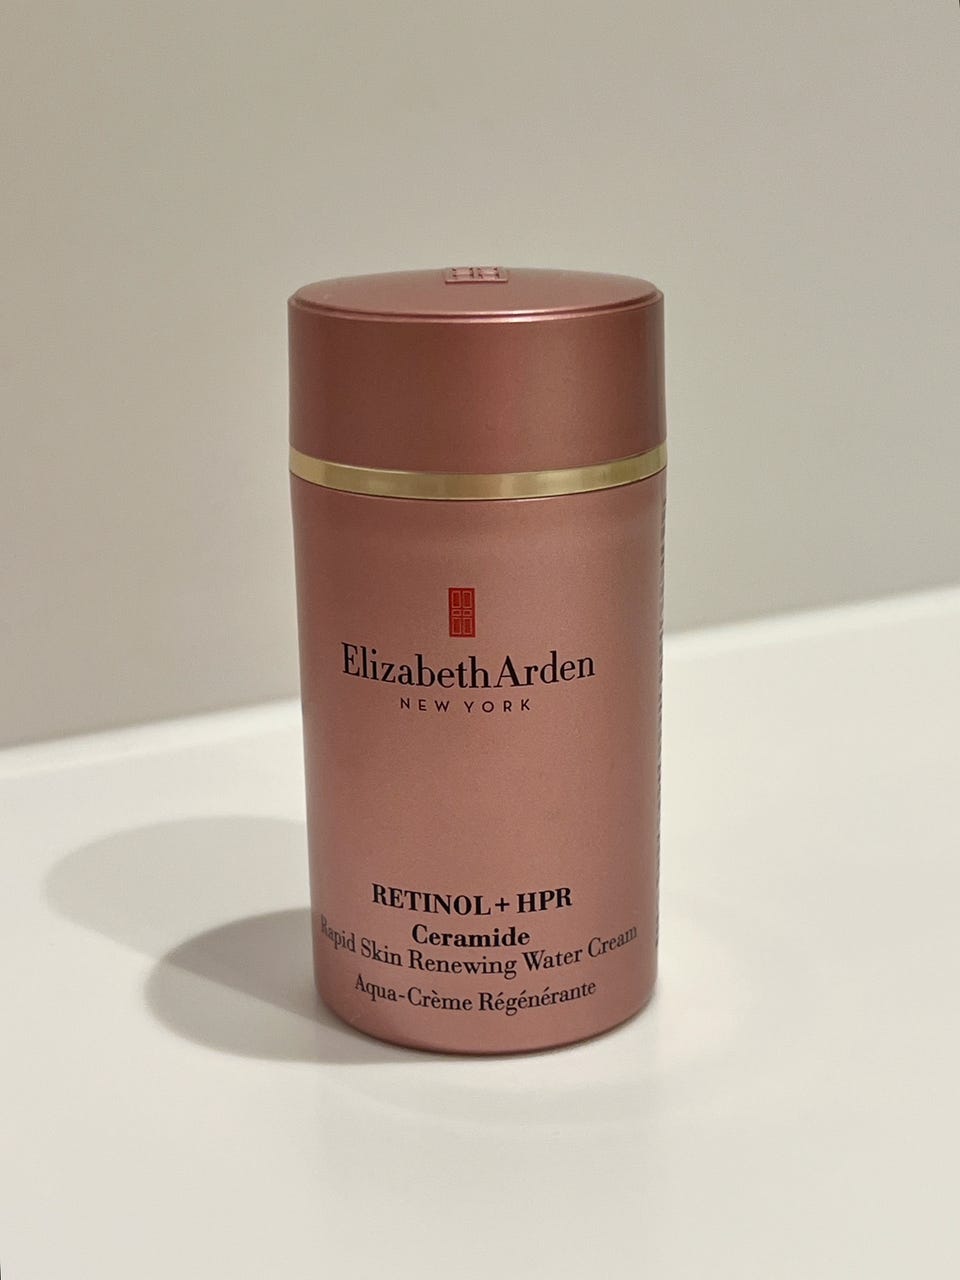 Elizabeth Arden
NEW YORK
RETINOL + HPR
Ceramide
Rapid Skin Renewing Water Cream
Aqua-Crème Régénérante